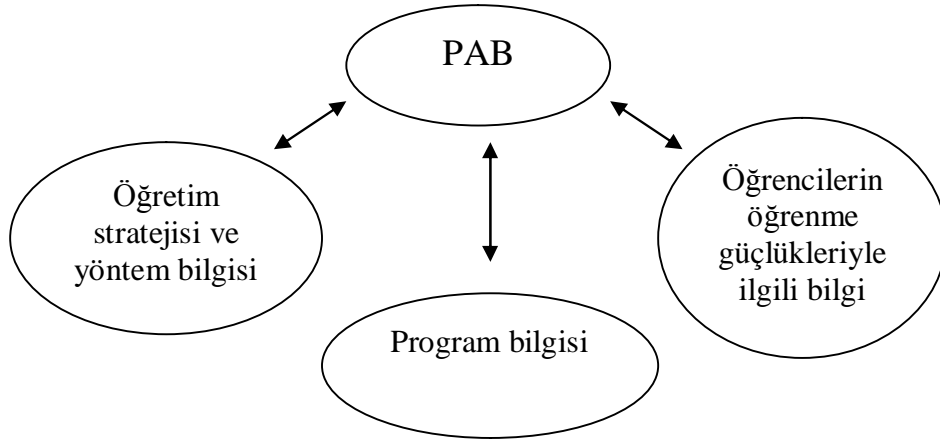 PAB
Öğretim
stratejisi ve
yöntem bilgisi
Öğrencilerin
öğrenme
güçlükleriyle
ilgili bilgi
Program bilgisi